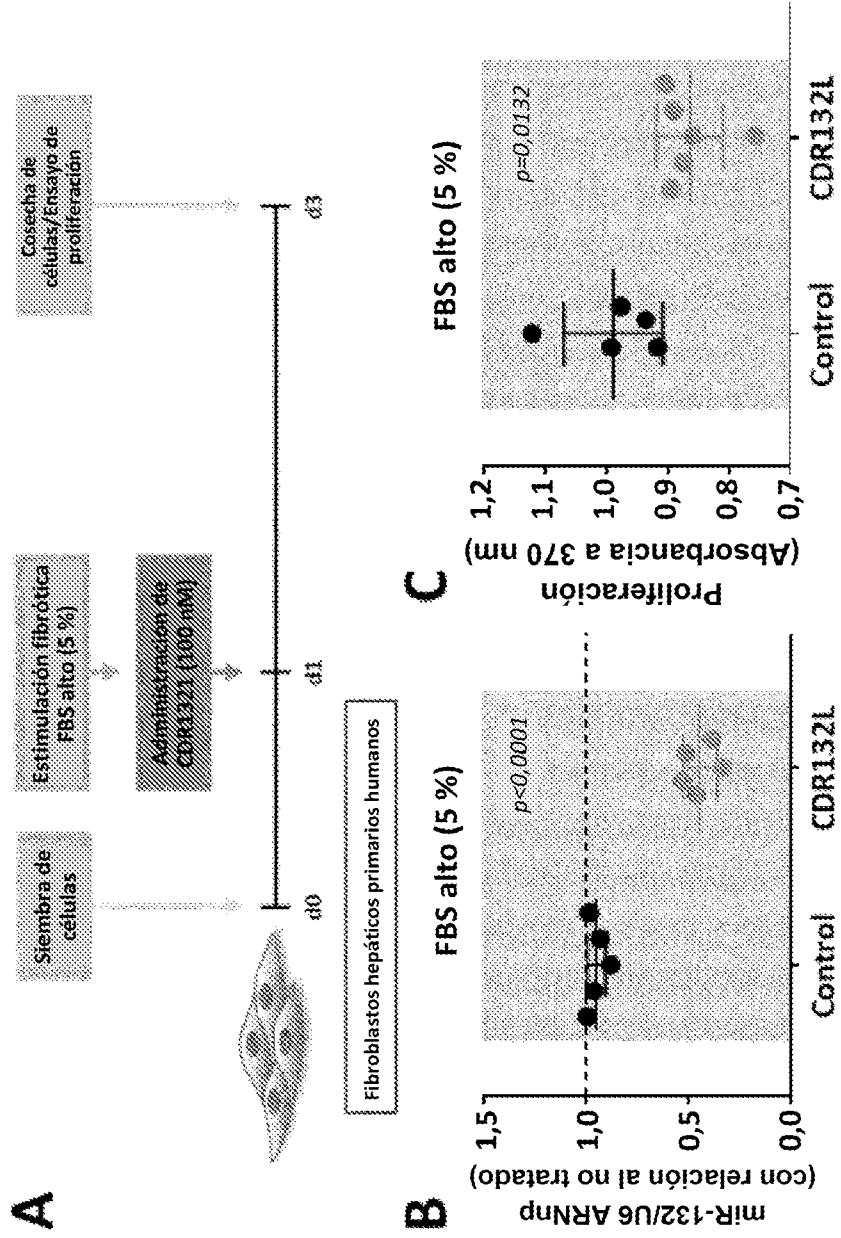 A
Siembra de
células
Estimulación fibrótica
FBS alto (5 %)
Administración de
CDR132L (100 nM)
Cosecha de
células/Ensayo de
proliferación
d0
d1
d3
Fibroblastos hepáticos primarios humanos
B
FBS alto (5 %)
p<0,0001
miR-132/U6 ARNnp
(con relación al no tratado)
1,5
1,0
0,5
0,0
Control
CDR132L
C
FBS alto (5 %)
p=0,0132
Proliferación
(Absorbancia a 370 nm)
1,2
1,1
1,0
0,9
0,8
0,7
Control
CDR132L